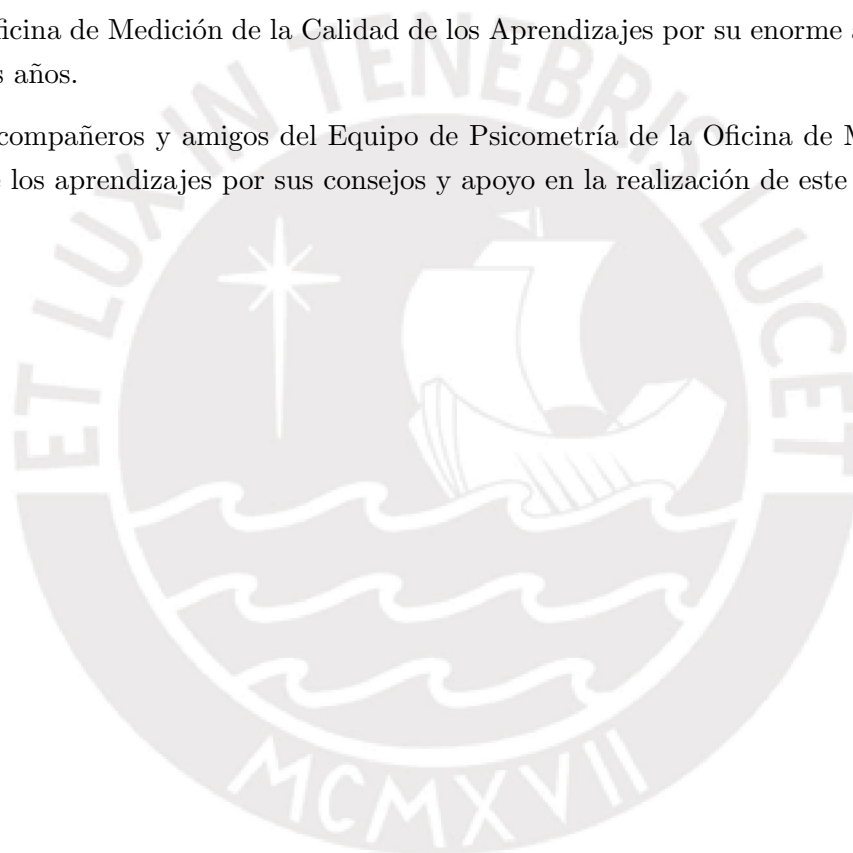 ficina de Medición de la Calidad de los Aprendizajes por su enorme
s años.
compañeros y amigos del Equipo de Psicometría de la Oficina de M
los aprendizajes por sus consejos y apoyo en la realización de este
ET LUX IN TENEBRIS LUCET
MCMXVII